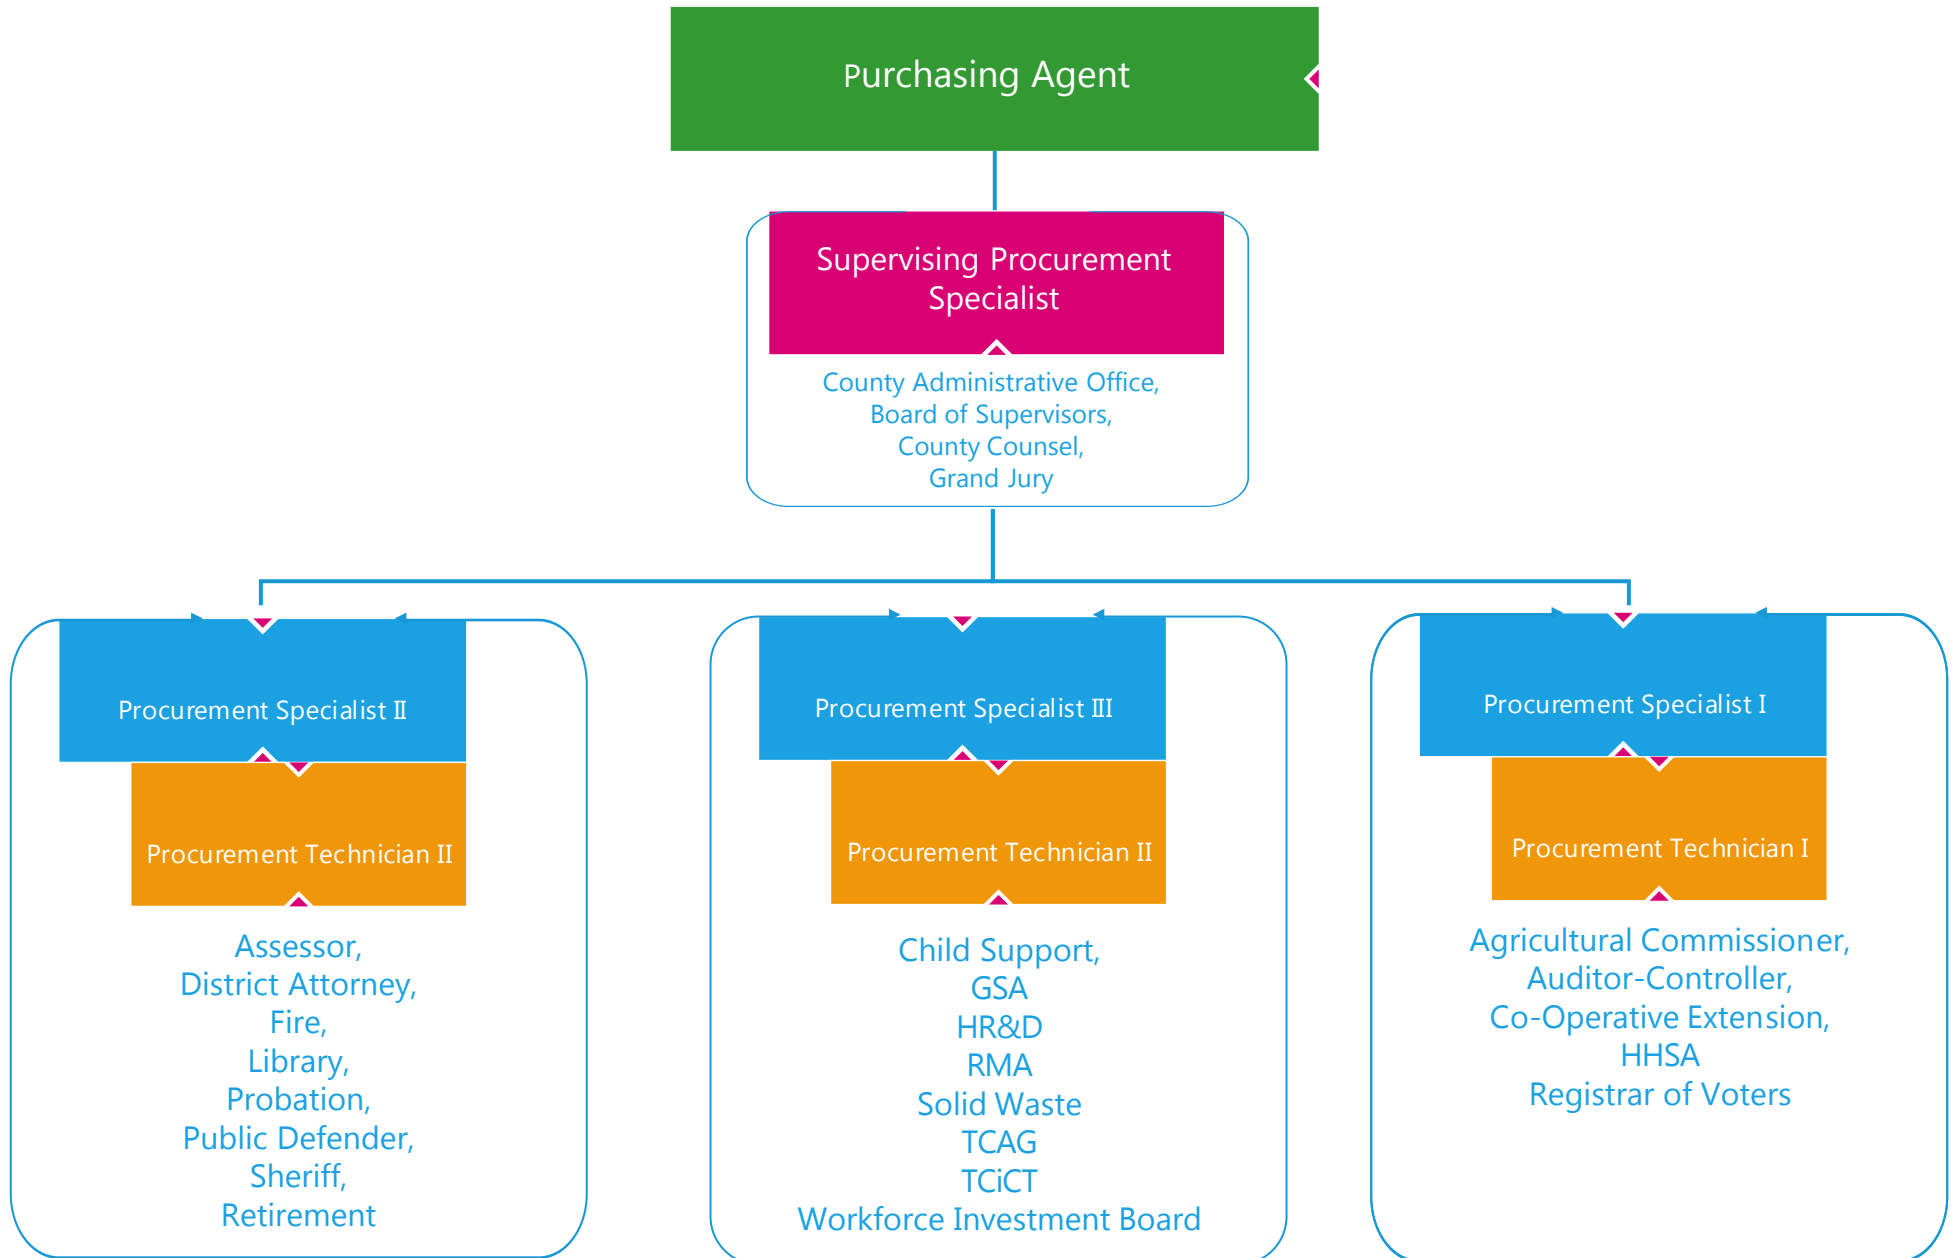 Purchasing Agent
Supervising Procurement
Specialist
County Administrative Office,
Board of Supervisors,
County Counsel,
Grand Jury
Procurement Specialist II
Procurement Technician II
Assessor,
District Attorney,
Fire,
Library,
Probation,
Public Defender,
Sheriff,
Retirement
Procurement Specialist III
Procurement Technician II
Child Support,
GSA
HR&D
RMA
Solid Waste
TCAG
TCiCT
Workforce Investment Board
Procurement Specialist I
Procurement Technician I
Agricultural Commissioner,
Auditor-Controller,
Co-Operative Extension,
HHSA
Registrar of Voters